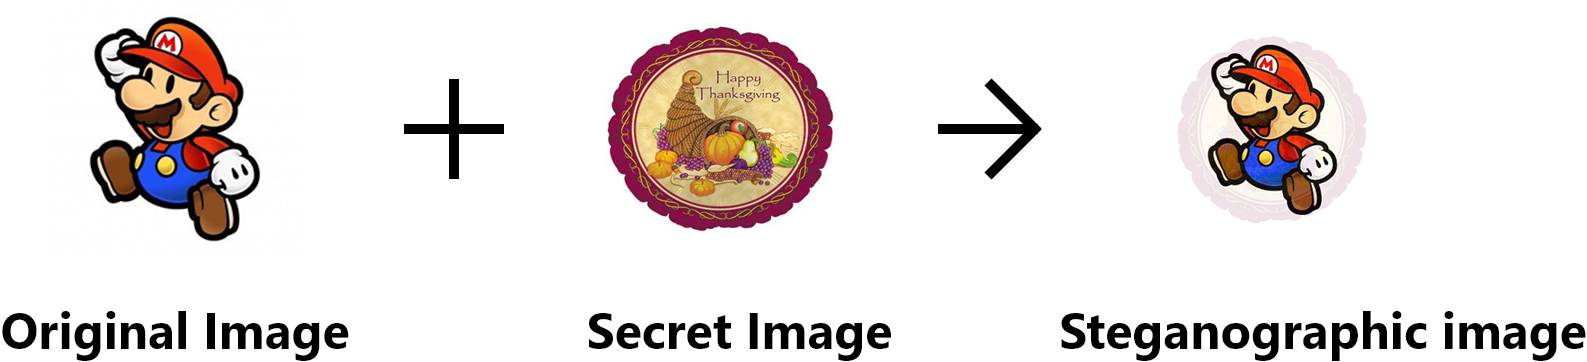 M
Happy
Thanksgiving
M
Original Image
Secret Image
Steganographic image